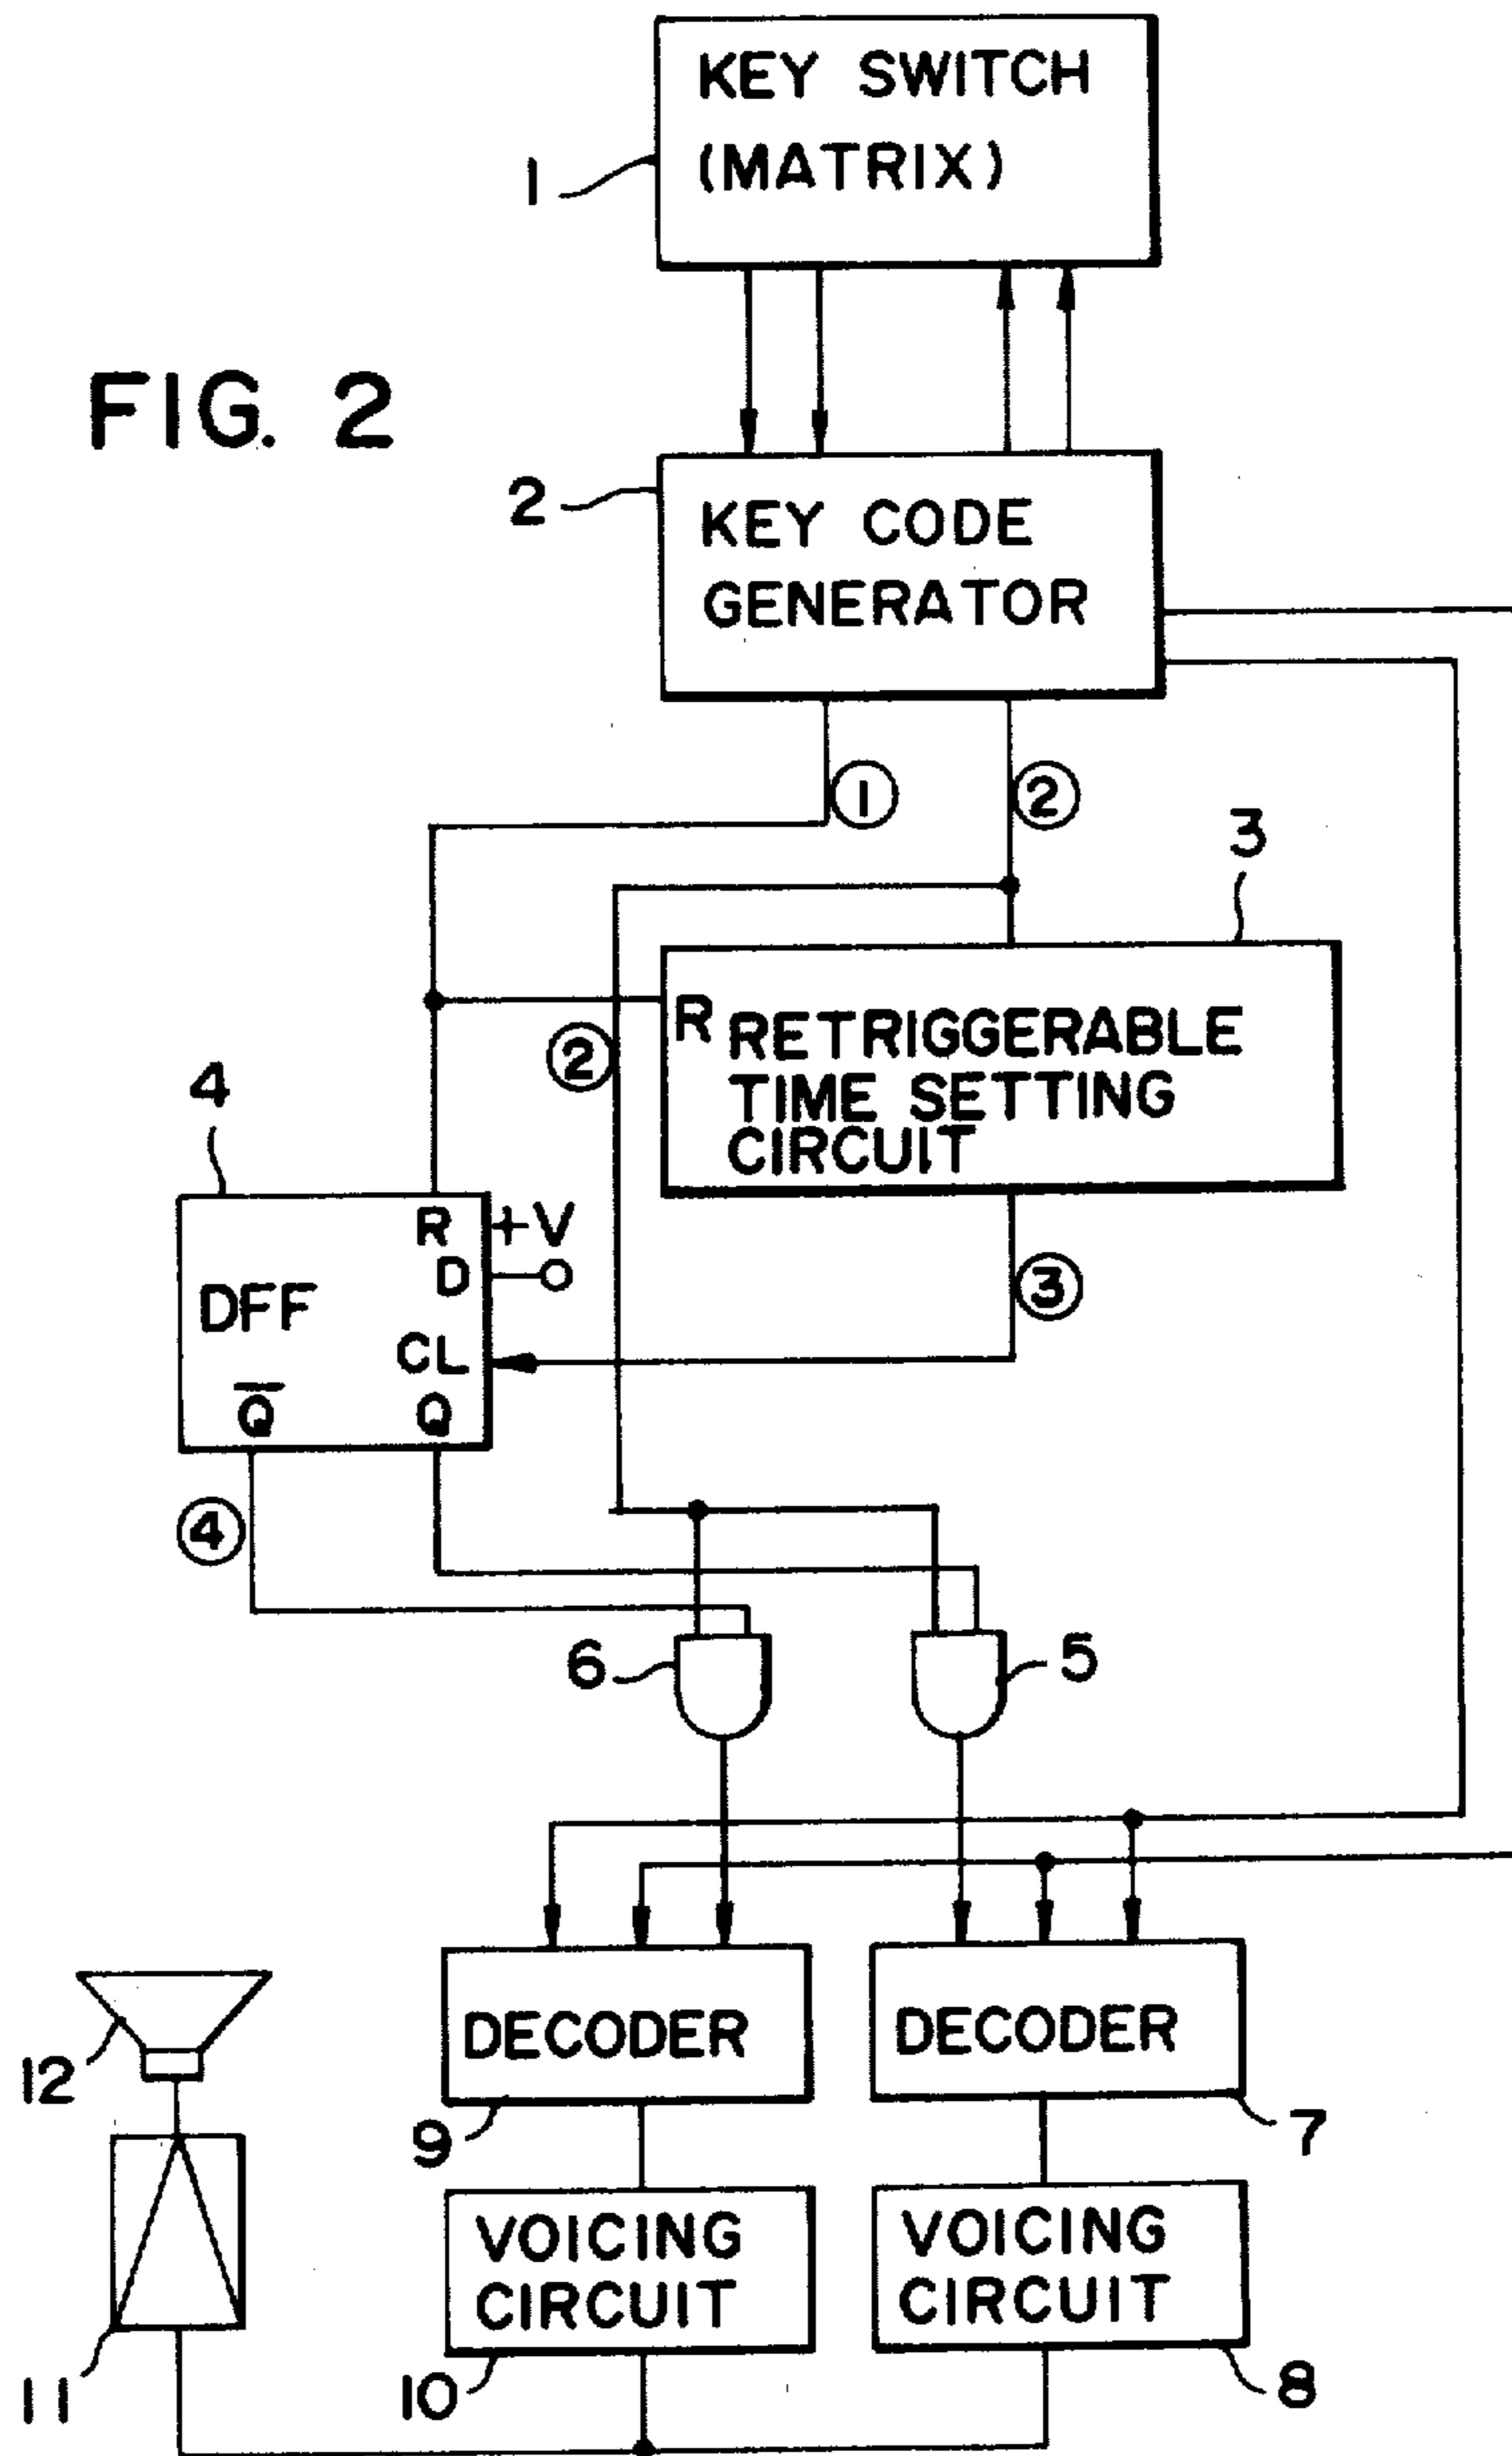 KEY SWITCH
(MATRIX)
1
FIG. 2
2
KEY CODE
GENERATOR
①
②
3
R
RETRIGGERABLE
TIME SETTING
CIRCUIT
②
4
R
+V
D
DFF
CL
Q̅
Q
③
④
6
5
DECODER
DECODER
12
9
7
VOICING
CIRCUIT
VOICING
CIRCUIT
11
10
8